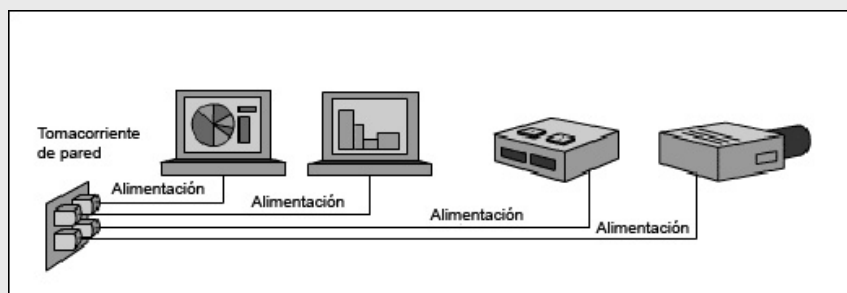 Tomacorriente
de pared
Alimentación
Alimentación
Alimentación
Alimentación